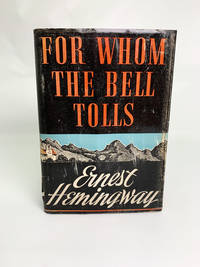 FOR WHOM
THE BELL
TOLLS
Ernest
Hemingway